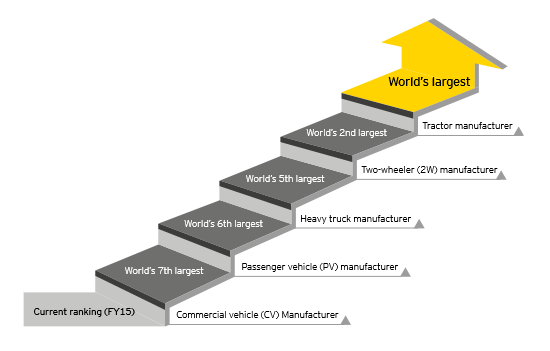 World's largest
Tractor manufacturer
World's 2nd largest
Two-wheeler (2W) manufacturer
World's 5th largest
Heavy truck manufacturer
World's 6th largest
Passenger vehicle (PV) manufacturer
World's 7th largest
Commercial vehicle (CV) Manufacturer
Current ranking (FY15)